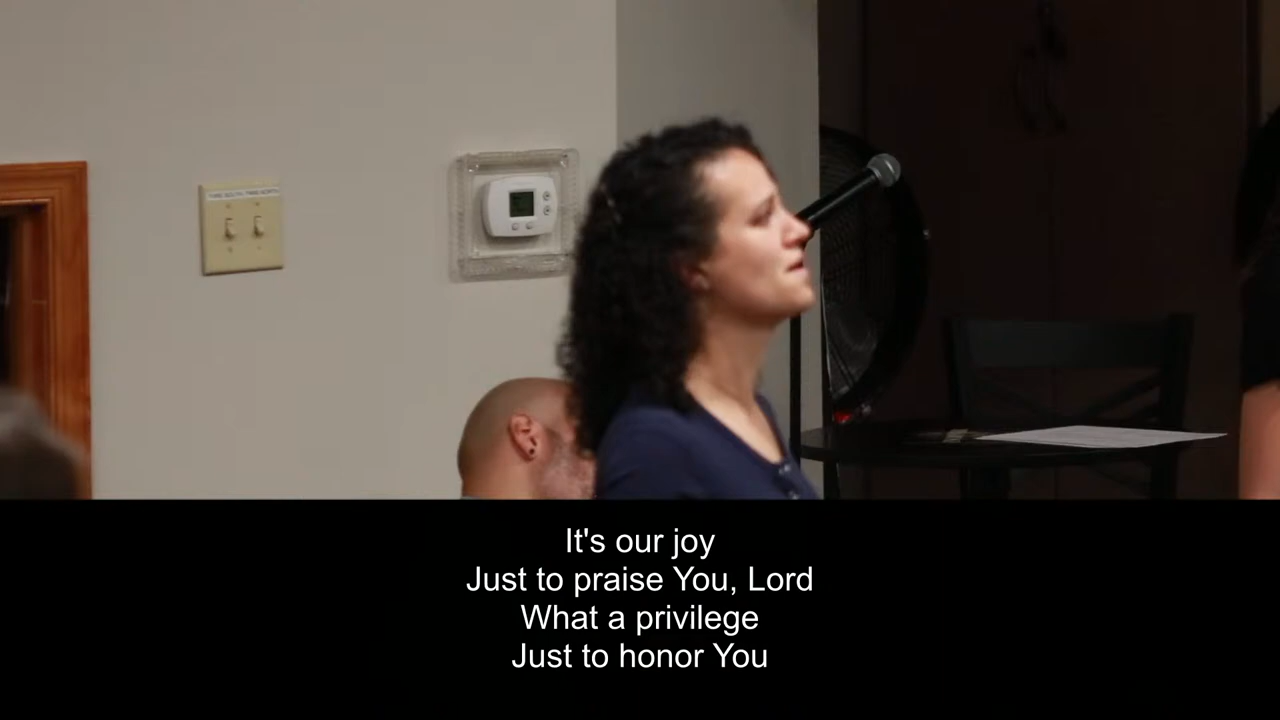 It's our joy
Just to praise You, Lord
What a privilege
Just to honor You